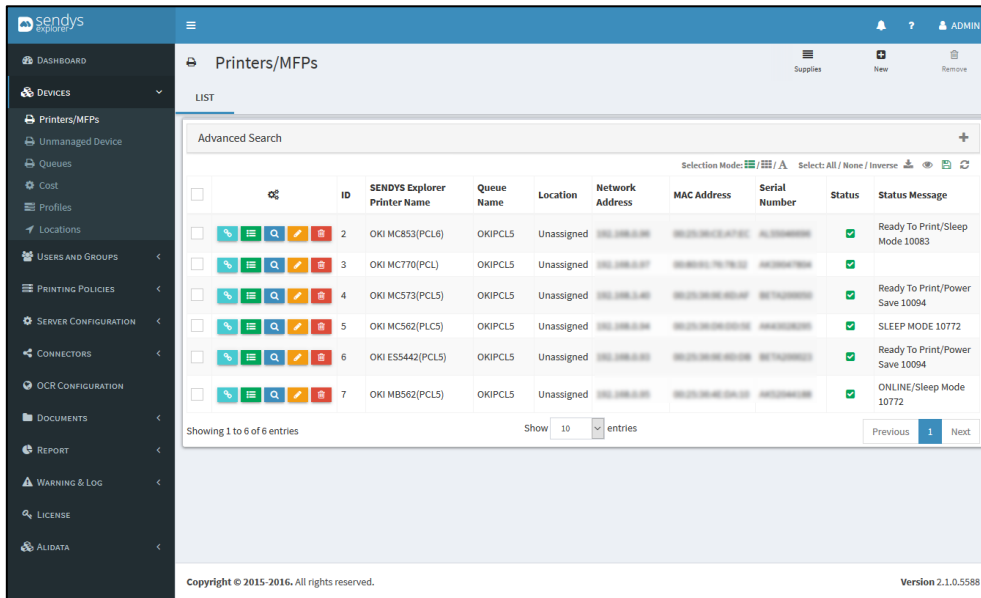 sendys
explorer
ADMIN
DASHBOARD
DEVICES
Printers/MFPs
Unmanaged Device
Queues
Cost
Profiles
Locations
USERS AND GROUPS
PRINTING POLICIES
SERVER CONFIGURATION
CONNECTORS
OCR CONFIGURATION
DOCUMENTS
REPORT
WARNING & LOG
LICENSE
ALIDATA
Printers/MFPs
Supplies New Remove
LIST
Advanced Search
Selection Mode: / / A Select: All / None / Inverse
ID SENDYS Explorer Printer Name Queue Name Location Network Address MAC Address Serial Number Status Status Message
2 OKI MC853(PCL6) OKIPCL5 Unassigned Ready To Print/Sleep
Mode 10083
3 OKI MC770(PCL) OKIPCL5 Unassigned
4 OKI MC573(PCL5) OKIPCL5 Unassigned Ready To Print/Power
Save 10094
5 OKI MC562(PLC5) OKIPCL5 Unassigned SLEEP MODE 10772
6 OKI ES5442(PCL5) OKIPCL5 Unassigned Ready To Print/Power
Save 10094
7 OKI MB562(PCL5) OKIPCL5 Unassigned ONLINE/Sleep Mode
10772
Showing 1 to 6 of 6 entries Show 10 entries Previous 1 Next
Copyright © 2015-2016. All rights reserved. Version 2.1.0.5588